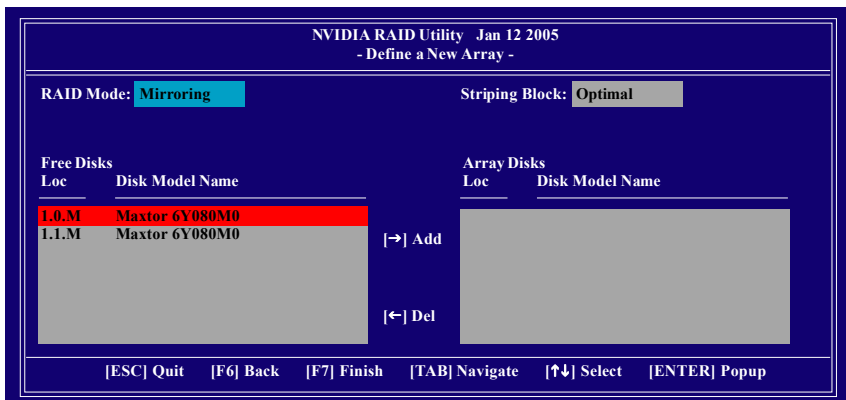 NVIDIA RAID Utility Jan 12 2005
- Define a New Array -
RAID Mode: Mirroring Striping Block: Optimal
Free Disks Array Disks
Loc Disk Model Name Loc Disk Model Name
1.0.M Maxtor 6Y080M0
1.1.M Maxtor 6Y080M0
[→] Add
[←] Del
[ESC] Quit [F6] Back [F7] Finish [TAB] Navigate [↑↓] Select [ENTER] Popup